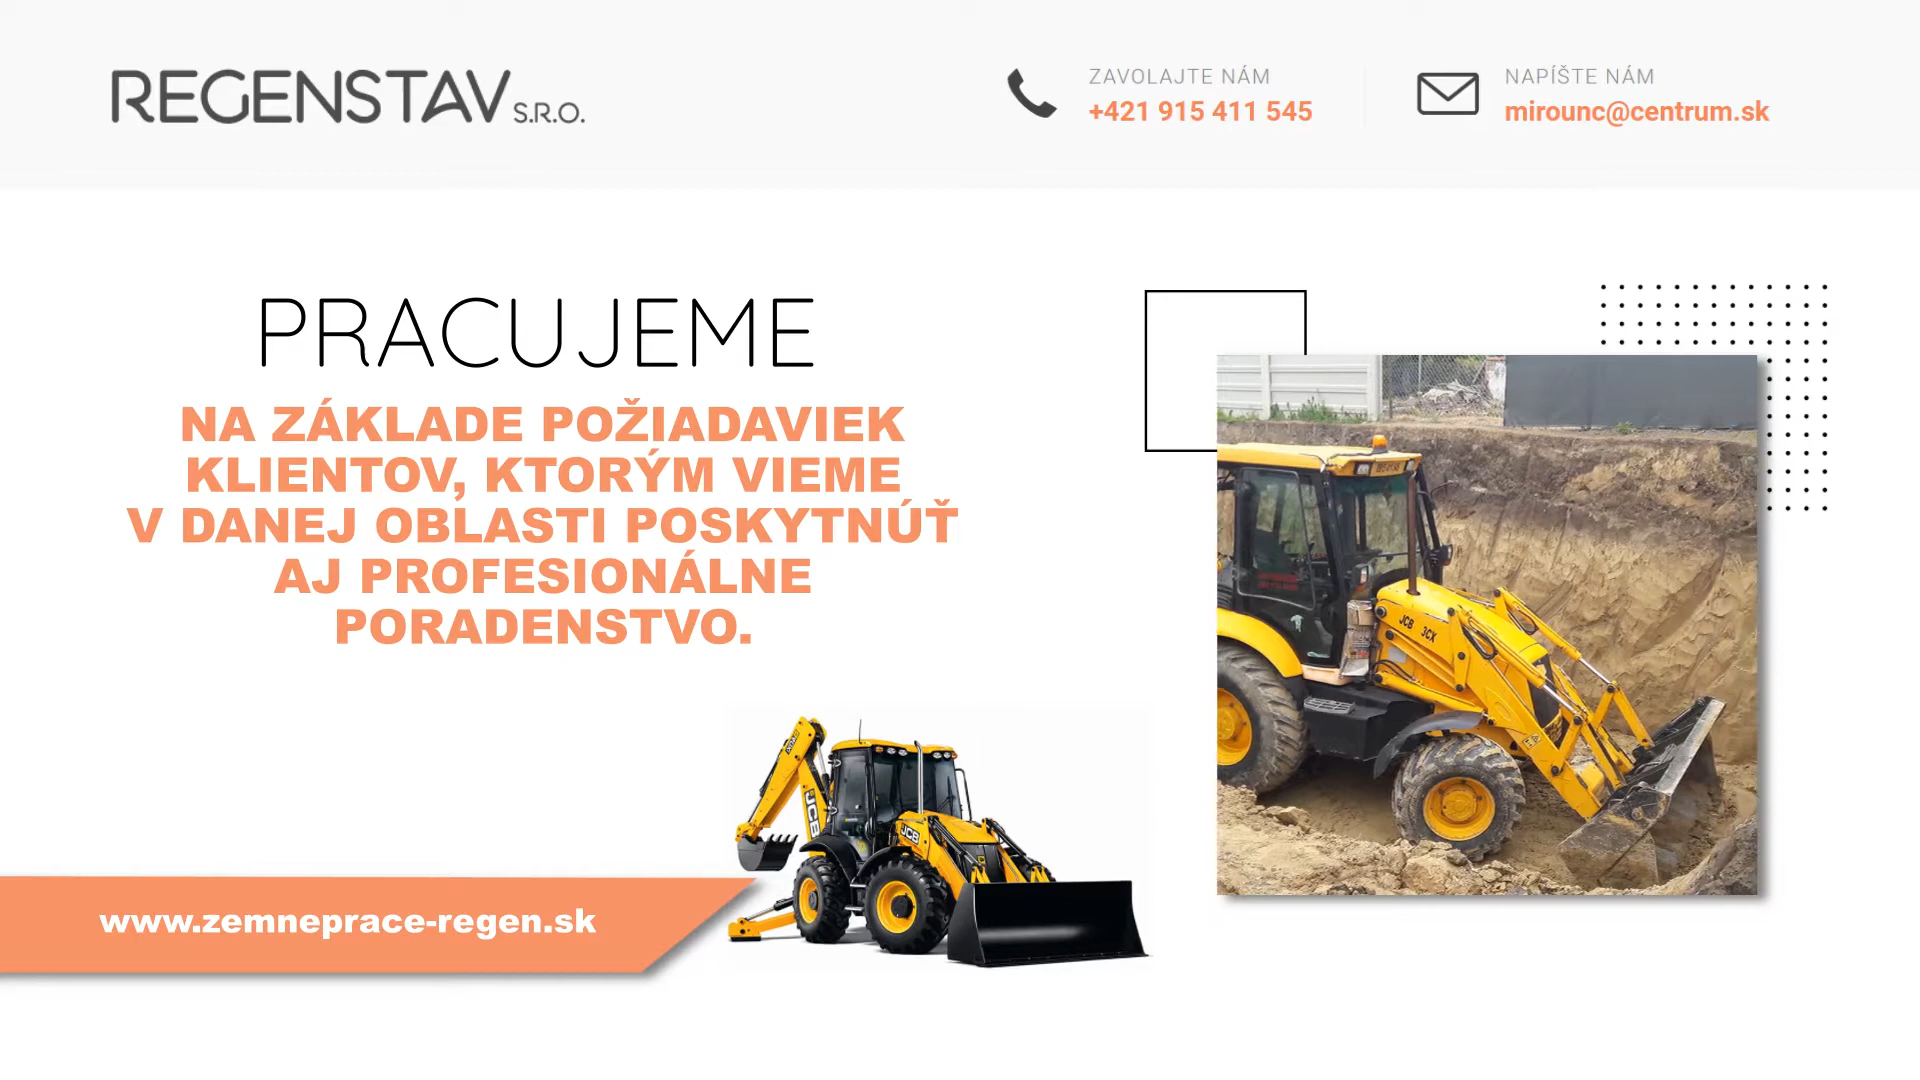 REGENSTAV S.R.O.
ZAVOLAJTE NÁM
+421 915 411 545
NAPÍŠTE NÁM
mirounc@centrum.sk
PRACUJEME
NA ZÁKLADE POŽIADAVIEK
KLIENTOV, KTORÝM VIEME
V DANEJ OBLASTI POSKYTNÚŤ
AJ PROFESIONÁLNE
PORADENSTVO.
JCB 3CX
JCB
JCB
www.zemneprace-regen.sk